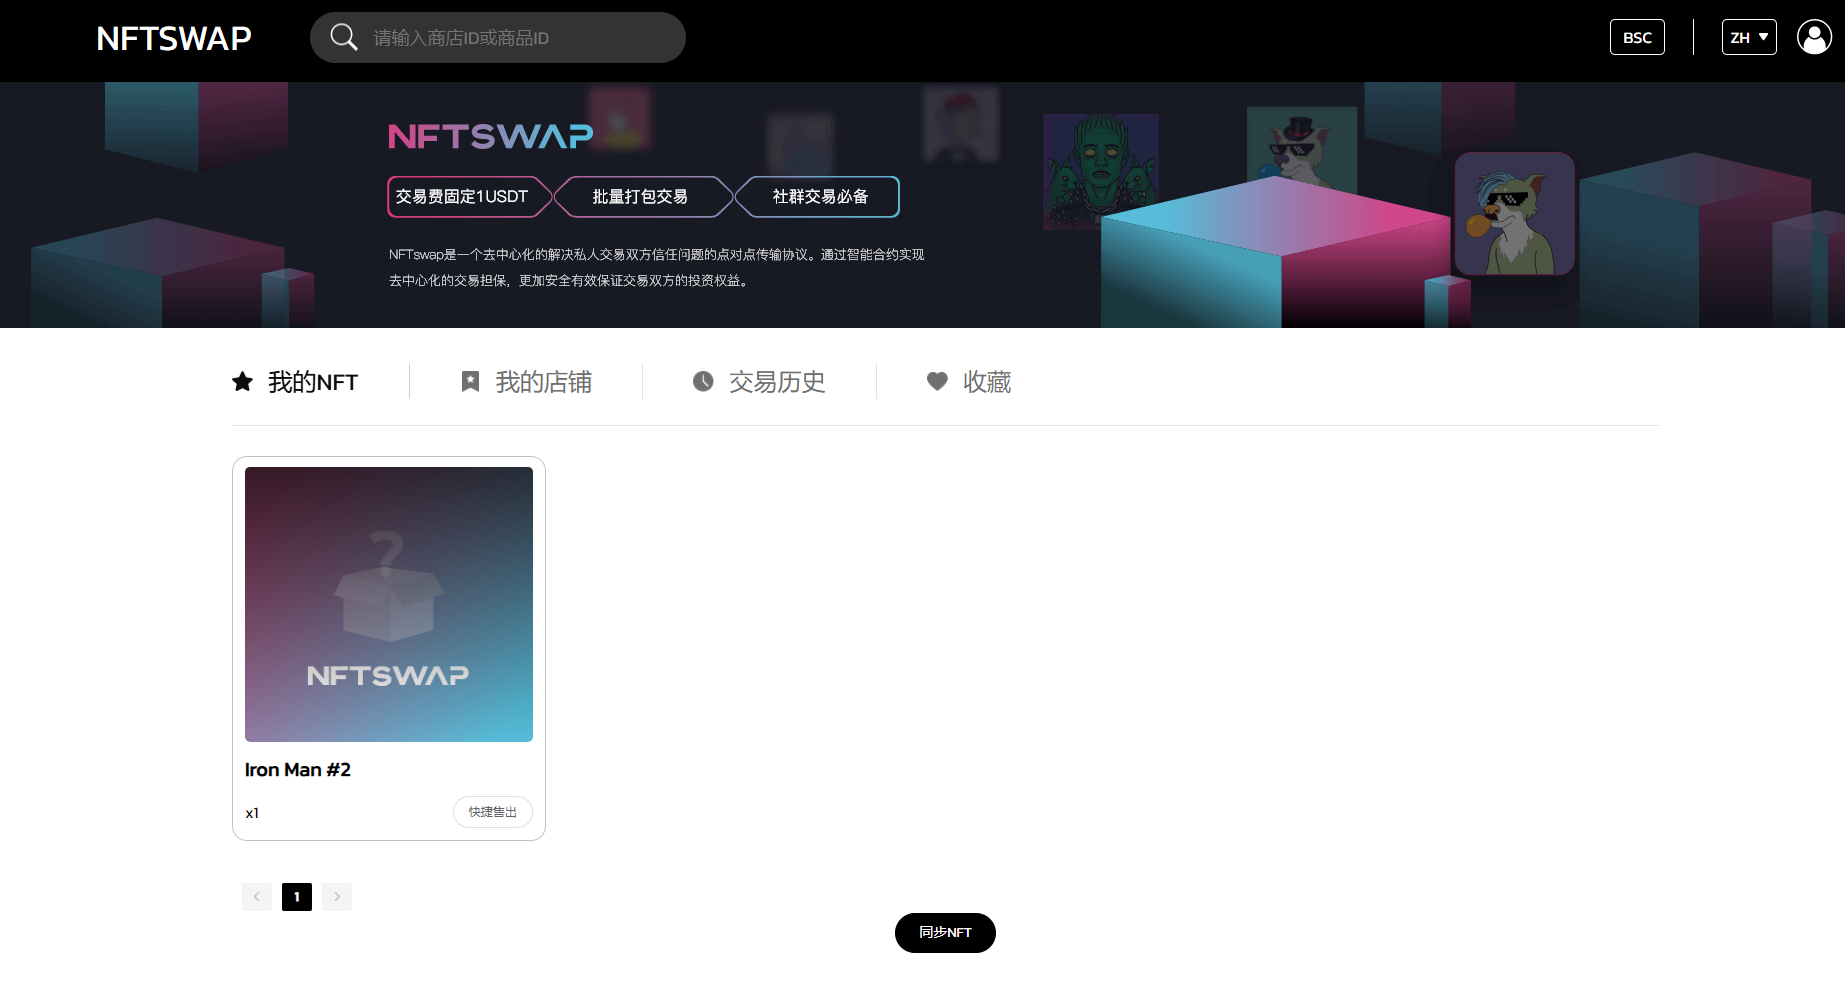 NFTSWAP
请输入商店ID或商品ID
BSC
ZH
NFTSWAP
交易费固定1USDT
批量打包交易
社群交易必备
NFTswap是一个去中心化的解决私人交易双方信任问题的点对点传输协议。通过智能合约实现
去中心化的交易担保，更加安全有效保证交易双方的投资权益。
我的NFT
我的店铺
交易历史
收藏
?
NFTSWAP
Iron Man #2
x1
快捷售出
1
同步NFT